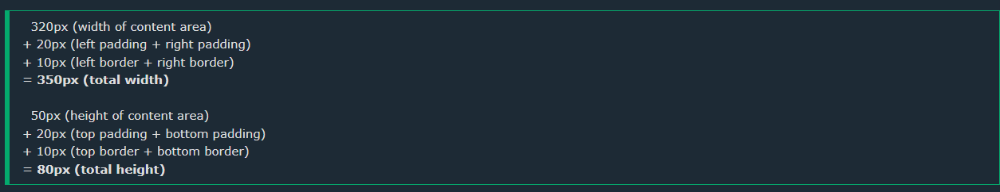 320px (width of content area)
+ 20px (left padding + right padding)
+ 10px (left border + right border)
= 350px (total width)
50px (height of content area)
+ 20px (top padding + bottom padding)
+ 10px (top border + bottom border)
= 80px (total height)